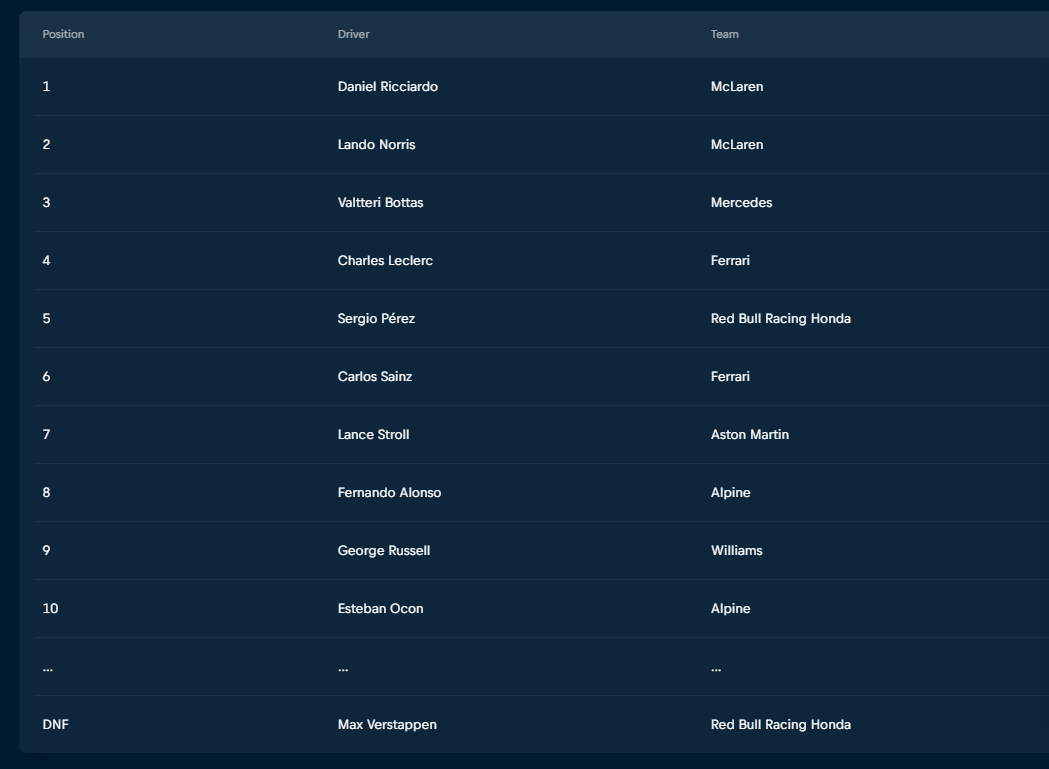 Position Driver Team
1 Daniel Ricciardo McLaren
2 Lando Norris McLaren
3 Valtteri Bottas Mercedes
4 Charles Leclerc Ferrari
5 Sergio Pérez Red Bull Racing Honda
6 Carlos Sainz Ferrari
7 Lance Stroll Aston Martin
8 Fernando Alonso Alpine
9 George Russell Williams
10 Esteban Ocon Alpine
... ... ...
DNF Max Verstappen Red Bull Racing Honda